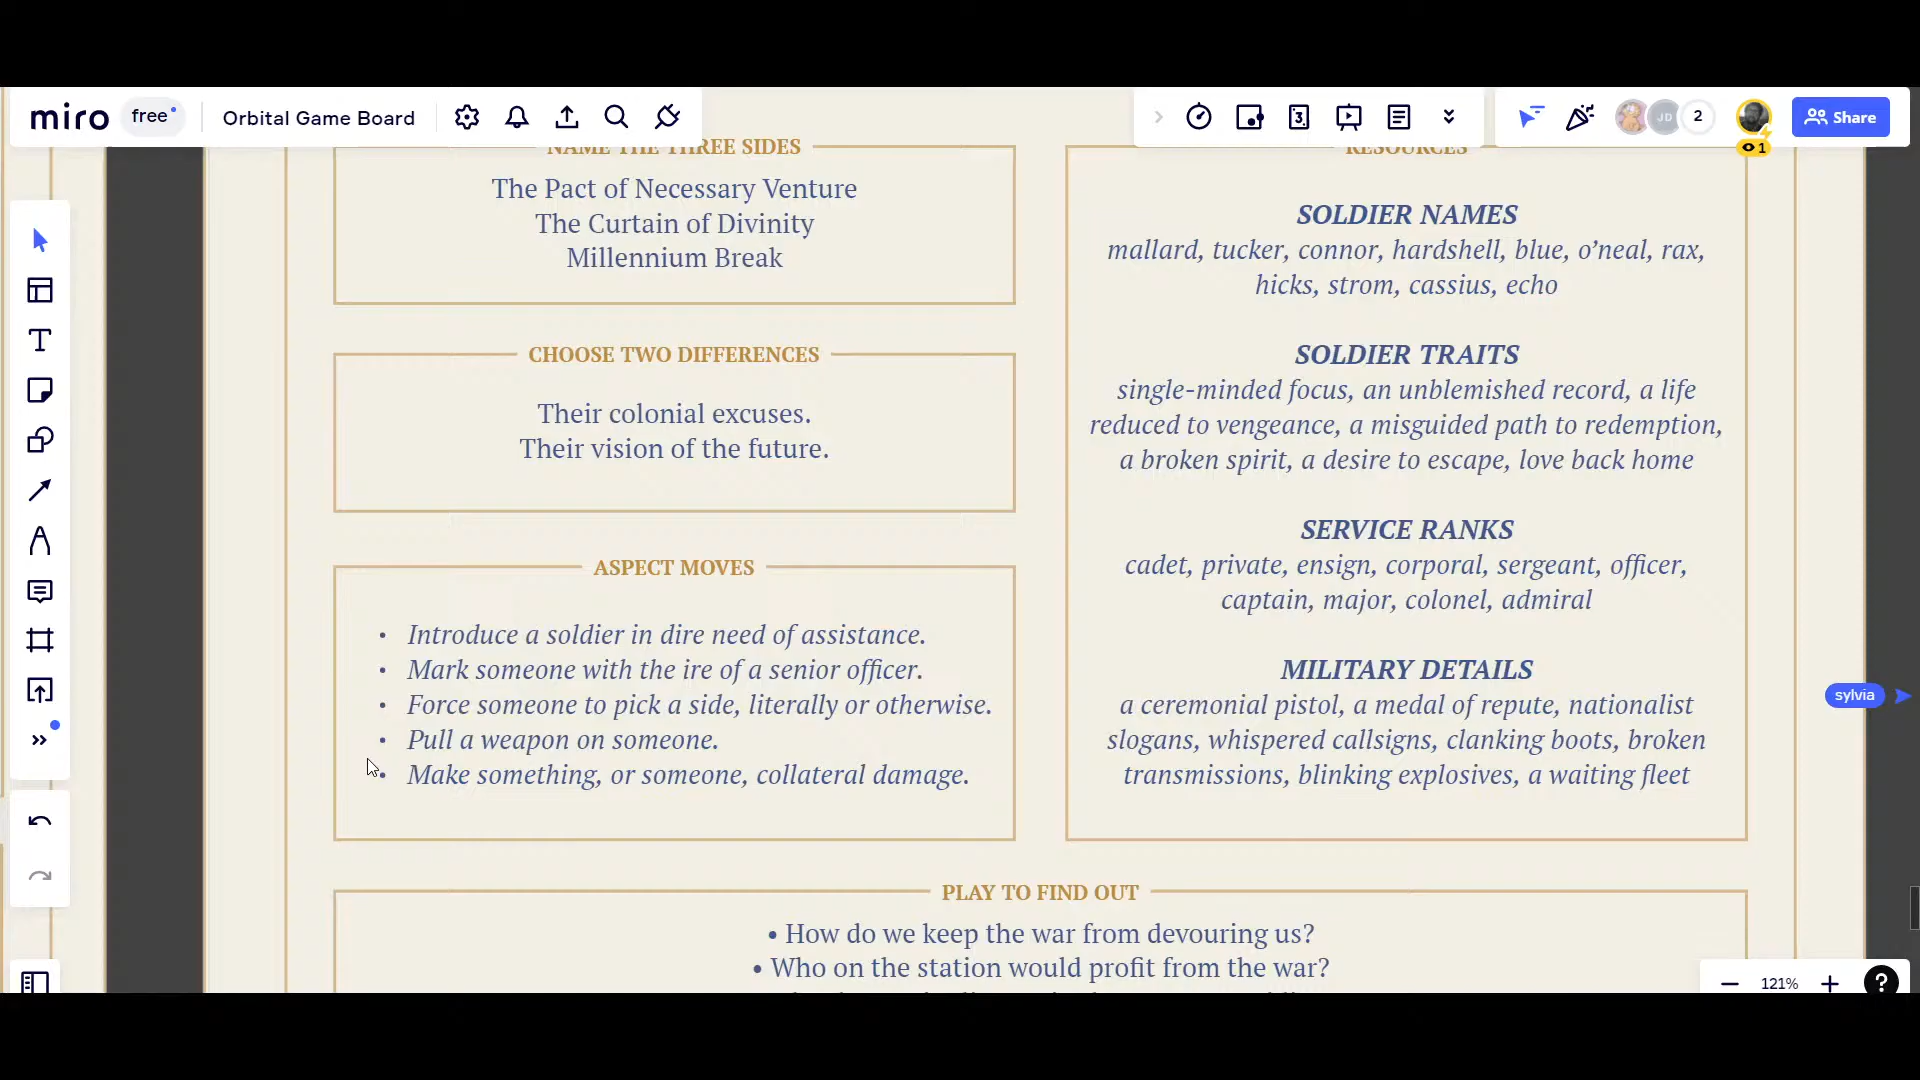 miro
free
Orbital Game Board
3
JD
2
Share
1
NAME THE THREE SIDES
The Pact of Necessary Venture
The Curtain of Divinity
Millennium Break
CHOOSE TWO DIFFERENCES
Their colonial excuses.
Their vision of the future.
ASPECT MOVES
• Introduce a soldier in dire need of assistance.
• Mark someone with the ire of a senior officer.
• Force someone to pick a side, literally or otherwise.
• Pull a weapon on someone.
• Make something, or someone, collateral damage.
RESOURCES
SOLDIER NAMES
mallard, tucker, connor, hardshell, blue, o’neal, rax,
hicks, strom, cassius, echo
SOLDIER TRAITS
single-minded focus, an unblemished record, a life
reduced to vengeance, a misguided path to redemption,
a broken spirit, a desire to escape, love back home
SERVICE RANKS
cadet, private, ensign, corporal, sergeant, officer,
captain, major, colonel, admiral
MILITARY DETAILS
a ceremonial pistol, a medal of repute, nationalist
slogans, whispered callsigns, clanking boots, broken
transmissions, blinking explosives, a waiting fleet
sylvia
PLAY TO FIND OUT
• How do we keep the war from devouring us?
• Who on the station would profit from the war?
121%
?